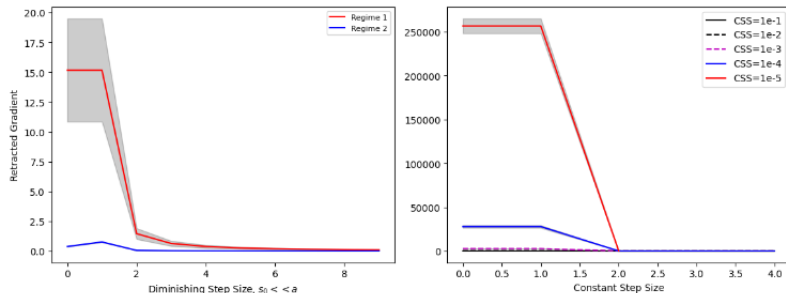 20.0
17.5
15.0
12.5
10.0
7.5
5.0
2.5
0.0
Retracted Gradient
0 2 4 6 8
Diminishing Step Size, s₀ << a
Regime 1
Regime 2
250000
200000
150000
100000
50000
0
0.0 0.5 1.0 1.5 2.0 2.5 3.0 3.5 4.0
Constant Step Size
CSS=1e-1
CSS=1e-2
CSS=1e-3
CSS=1e-4
CSS=1e-5